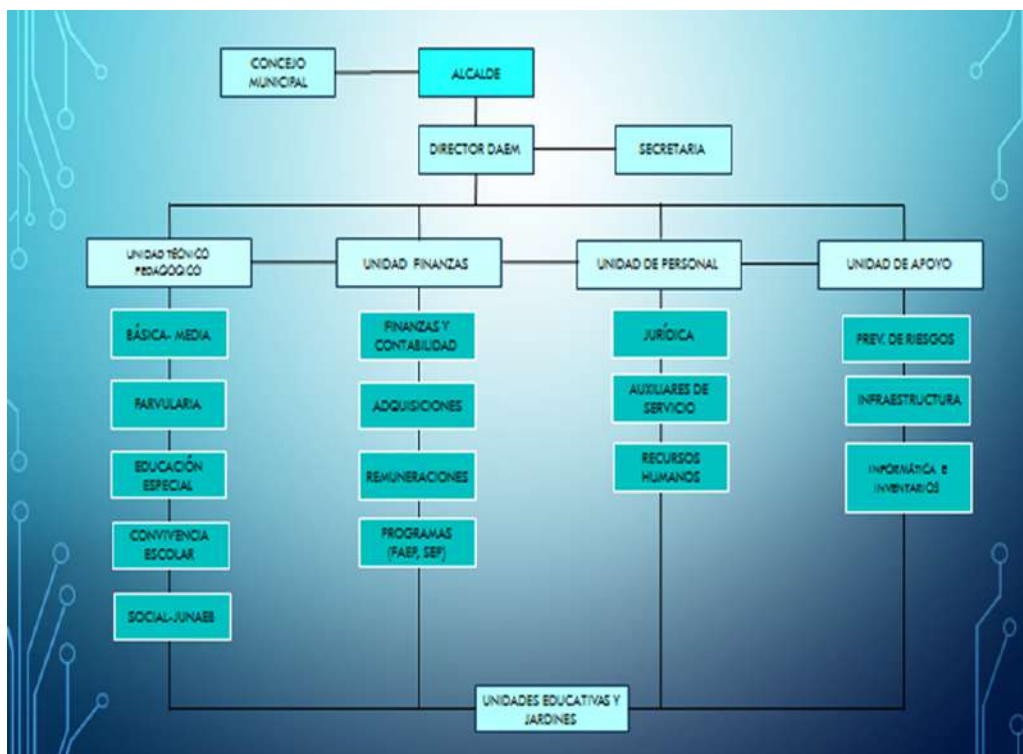 CONCEJO
MUNICIPAL
ALCALDE
DIRECTOR DAEM
SECRETARIA
UNIDAD TÉCNICO
PEDAGOGICO
UNIDAD FINANZAS
UNIDAD DE PERSONAL
UNIDAD DE APOYO
BÁSICA- MEDIA
PARVULARIA
EDUCACIÓN
ESPECIAL
CONVIVENCIA
ESCOLAR
SOCIAL-JUNAEB
FINANZAS Y
CONTABILIDAD
ADQUISICIONES
REMUNERACIONES
PROGRAMAS
(FAEP, SEP)
JURÍDICA
AUXILIARES DE
SERVICIO
RECURSOS
HUMANOS
PREV. DE RIESGOS
INFRAESTRUCTURA
INFORMÁTICA E
INVENTARIOS
UNIDADES EDUCATIVAS Y
JARDINES